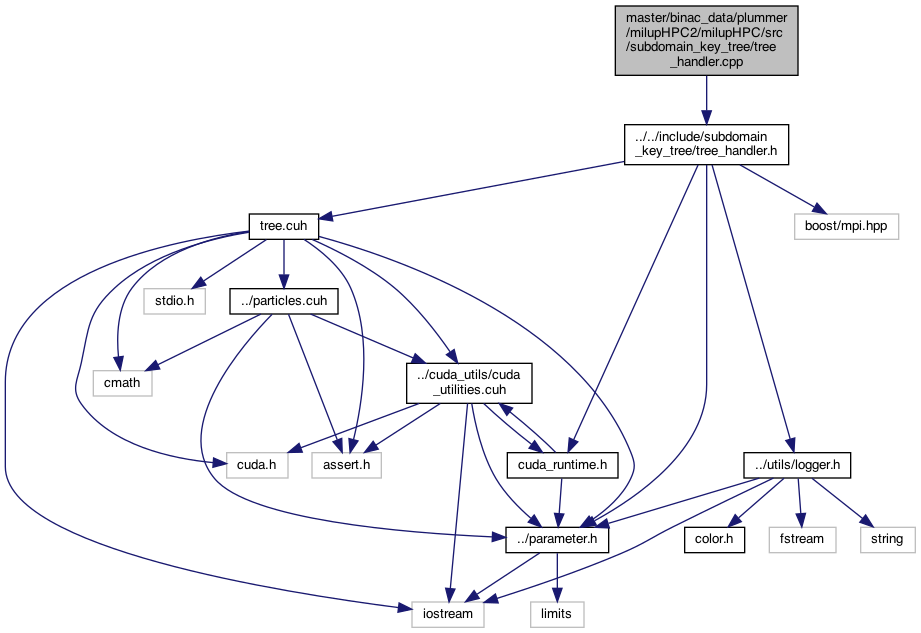 master/binac_data/plummer
/milupHPC2/milupHPC/src
/subdomain_key_tree/tree
_handler.cpp
../../include/subdomain
_key_tree/tree_handler.h
tree.cuh
boost/mpi.hpp
stdio.h
../particles.cuh
cmath
../cuda_utils/cuda
_utilities.cuh
cuda.h
assert.h
cuda_runtime.h
../utils/logger.h
../parameter.h
color.h
fstream
string
iostream
limits